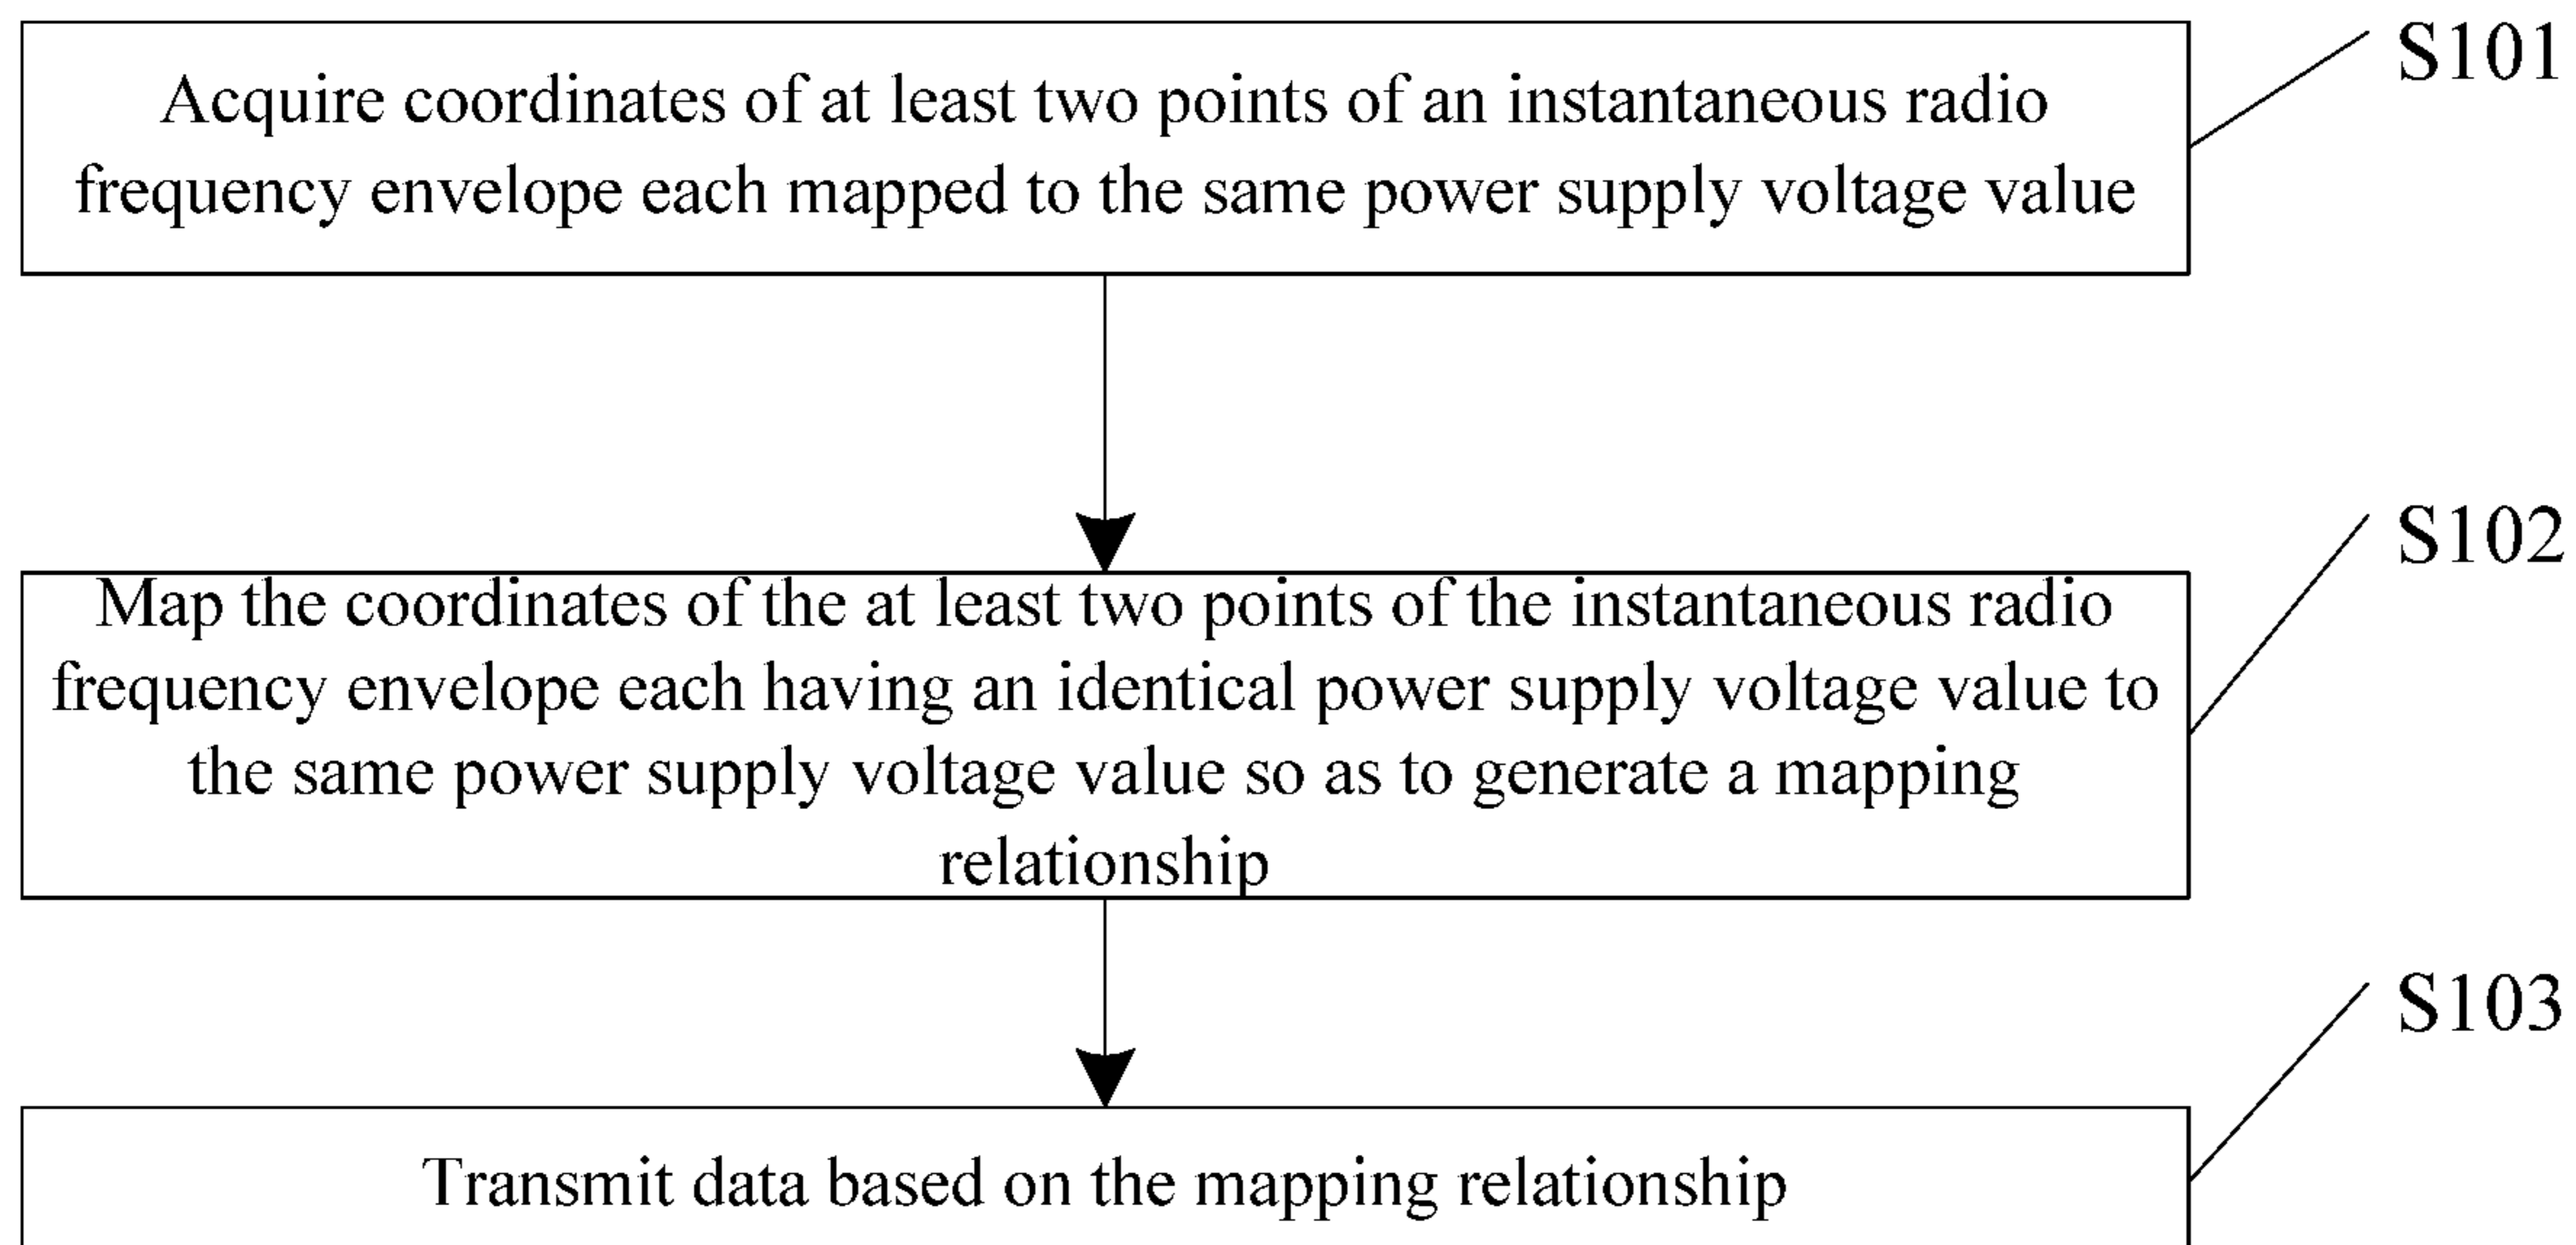 Acquire coordinates of at least two points of an instantaneous radio
frequency envelope each mapped to the same power supply voltage value
S101
Map the coordinates of the at least two points of the instantaneous radio
frequency envelope each having an identical power supply voltage value to
the same power supply voltage value so as to generate a mapping
relationship
S102
Transmit data based on the mapping relationship
S103